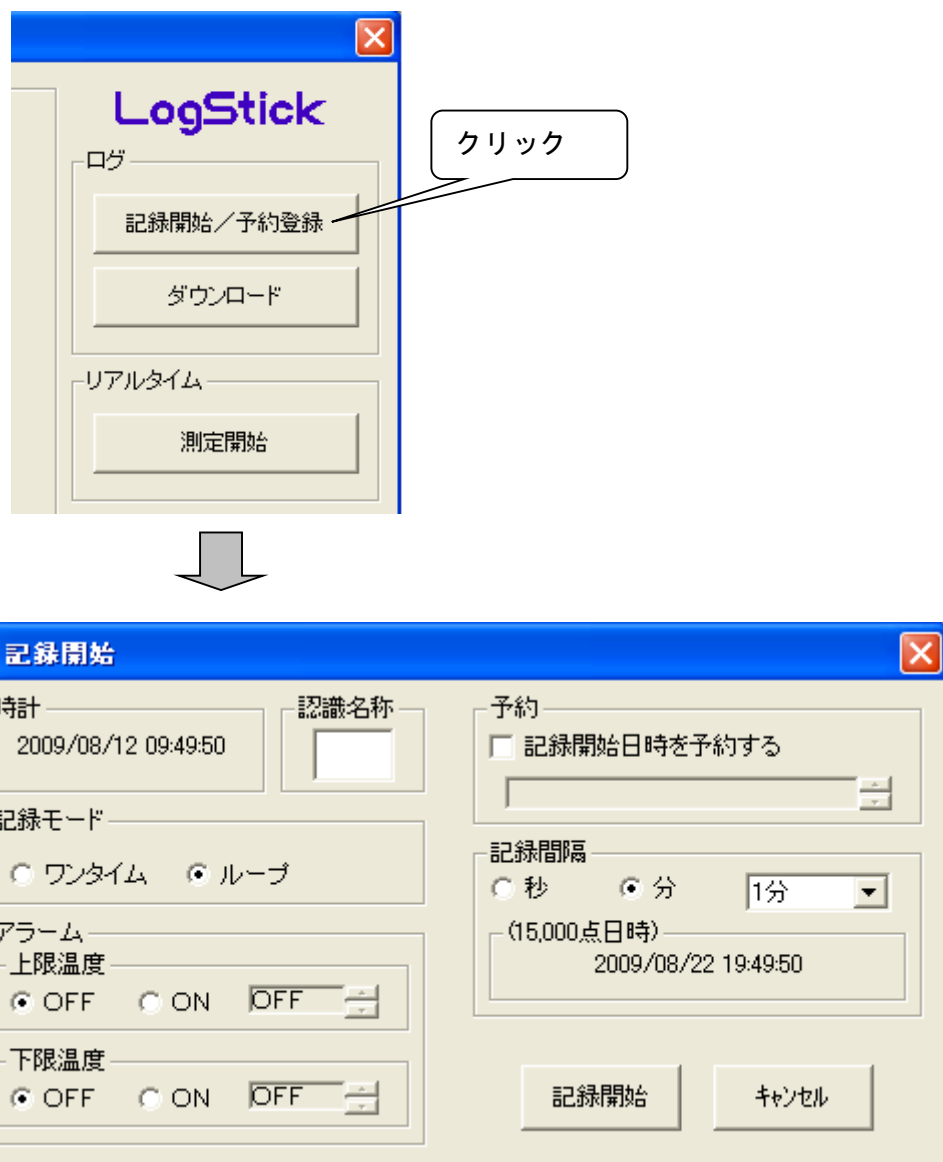 LogStick
クリック
ログ
記録開始／予約登録
ダウンロード
リアルタイム
測定開始
記録開始
時計
2009/08/12 09:49:50
認識名称
記録モード
ワンタイム ループ
アラーム
上限温度
OFF ON OFF
下限温度
OFF ON OFF
予約
記録開始日時を予約する
記録間隔
秒 分 1分
(15,000点日時)
2009/08/22 19:49:50
記録開始 ｷｬﾝｾﾙ